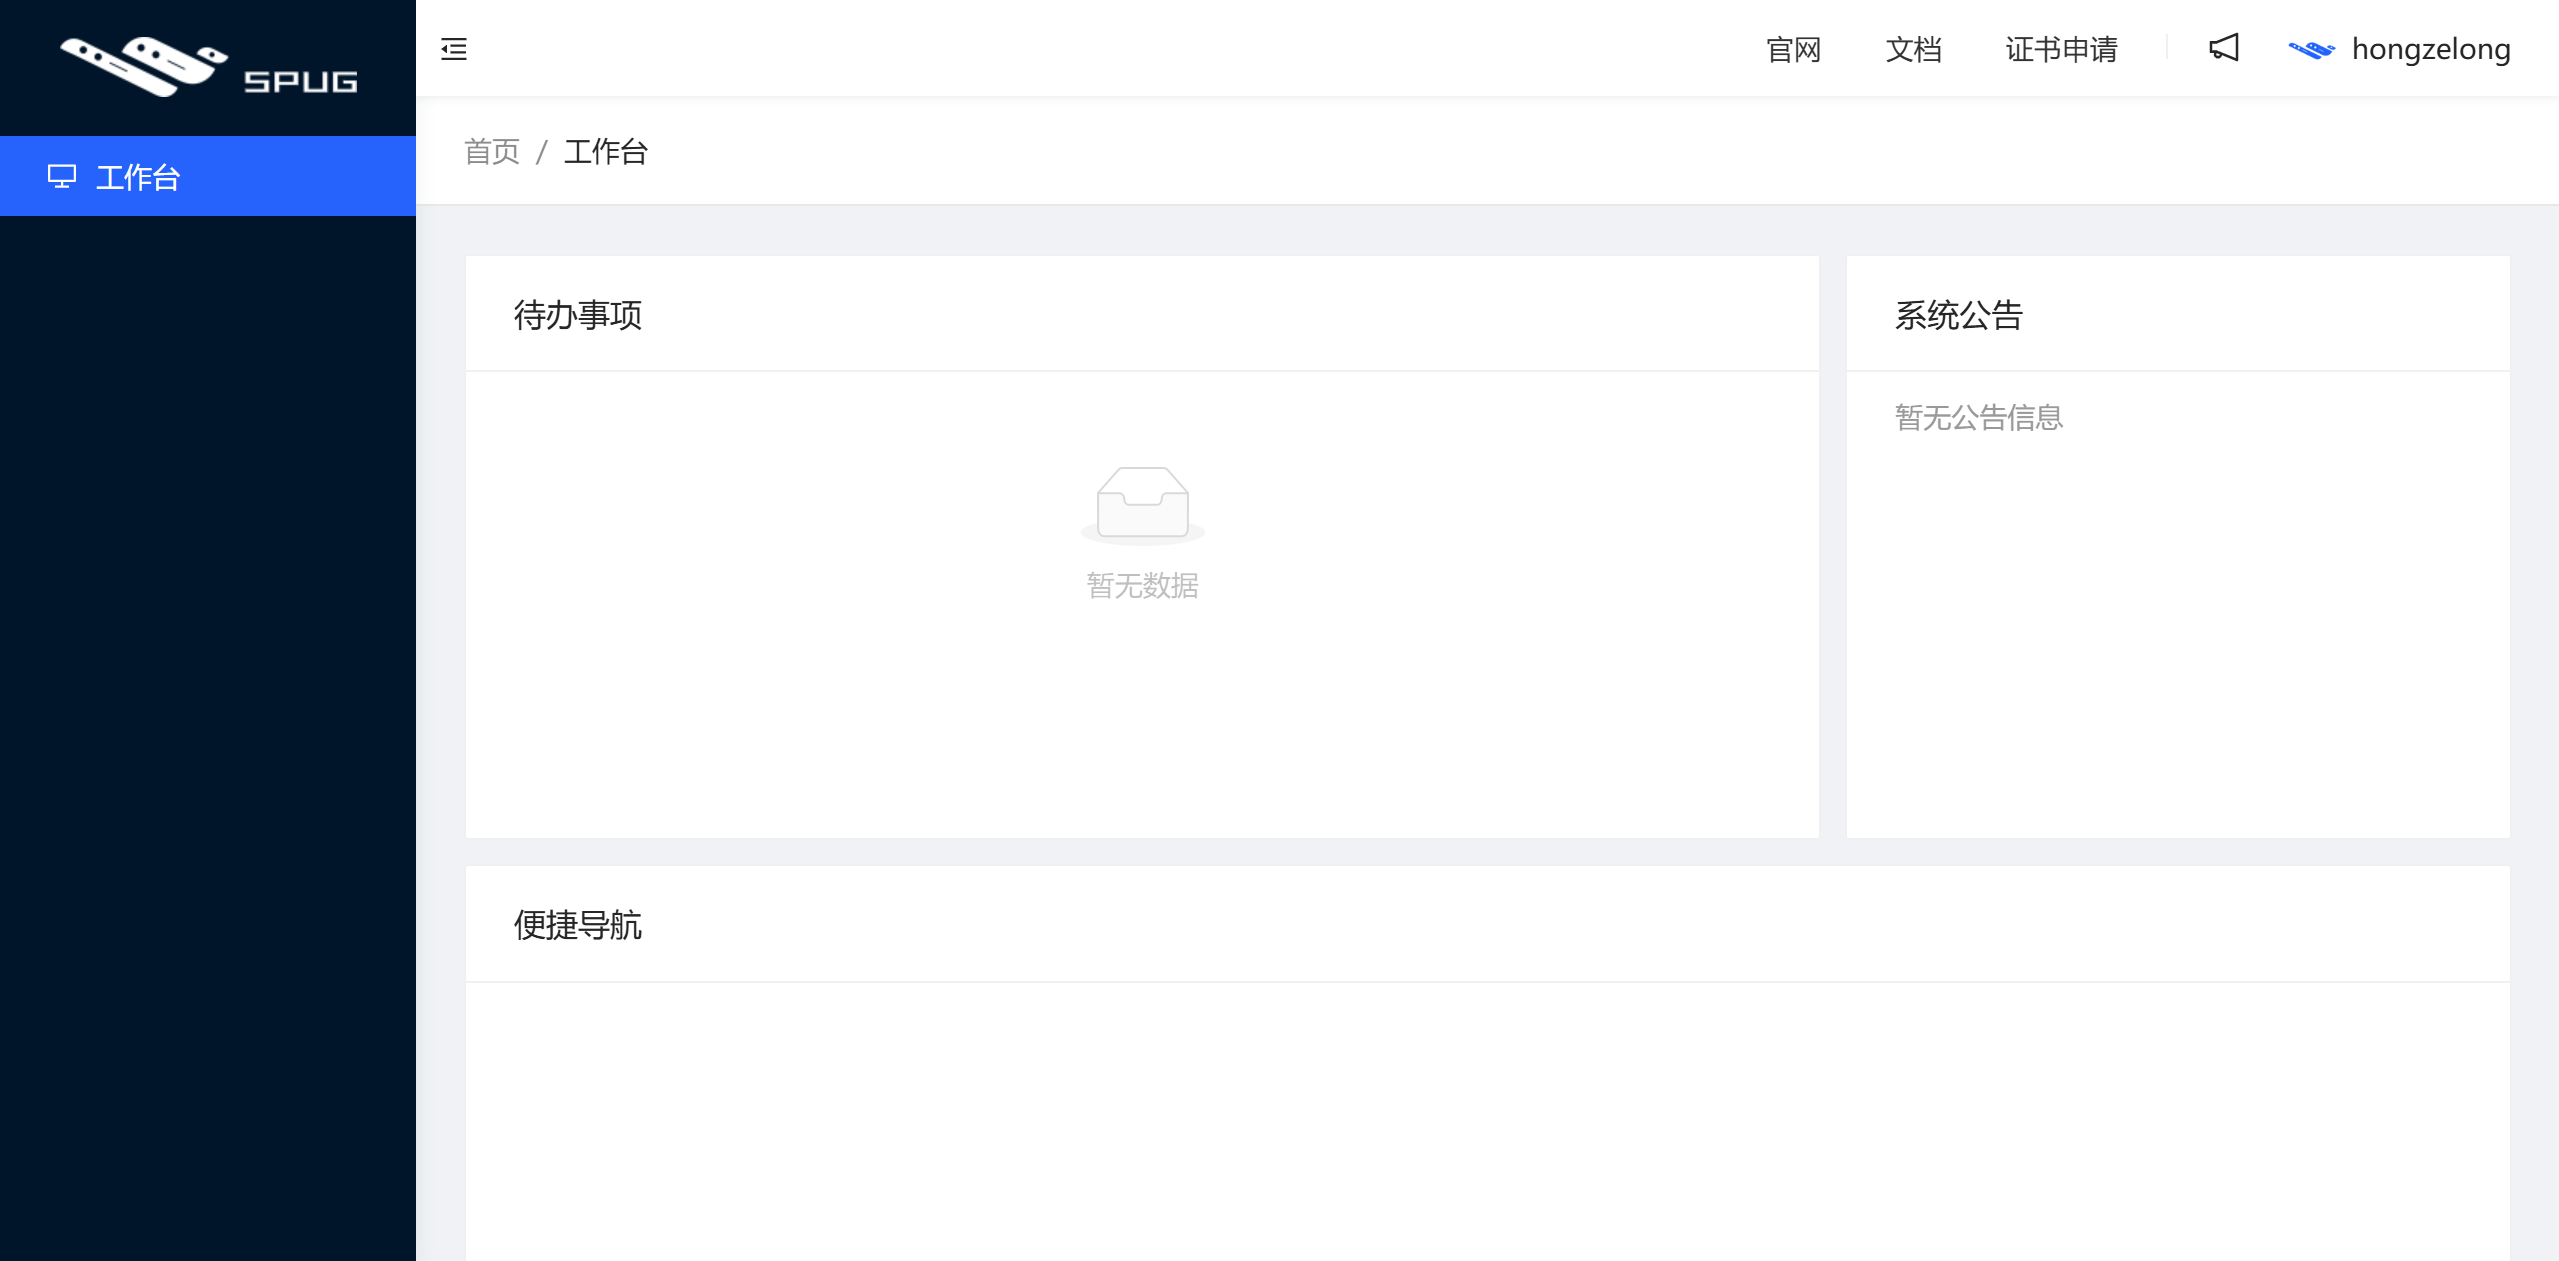 SPUG
工作台
官网
文档
证书申请
hongzelong
首页 / 工作台
待办事项
暂无数据
系统公告
暂无公告信息
便捷导航